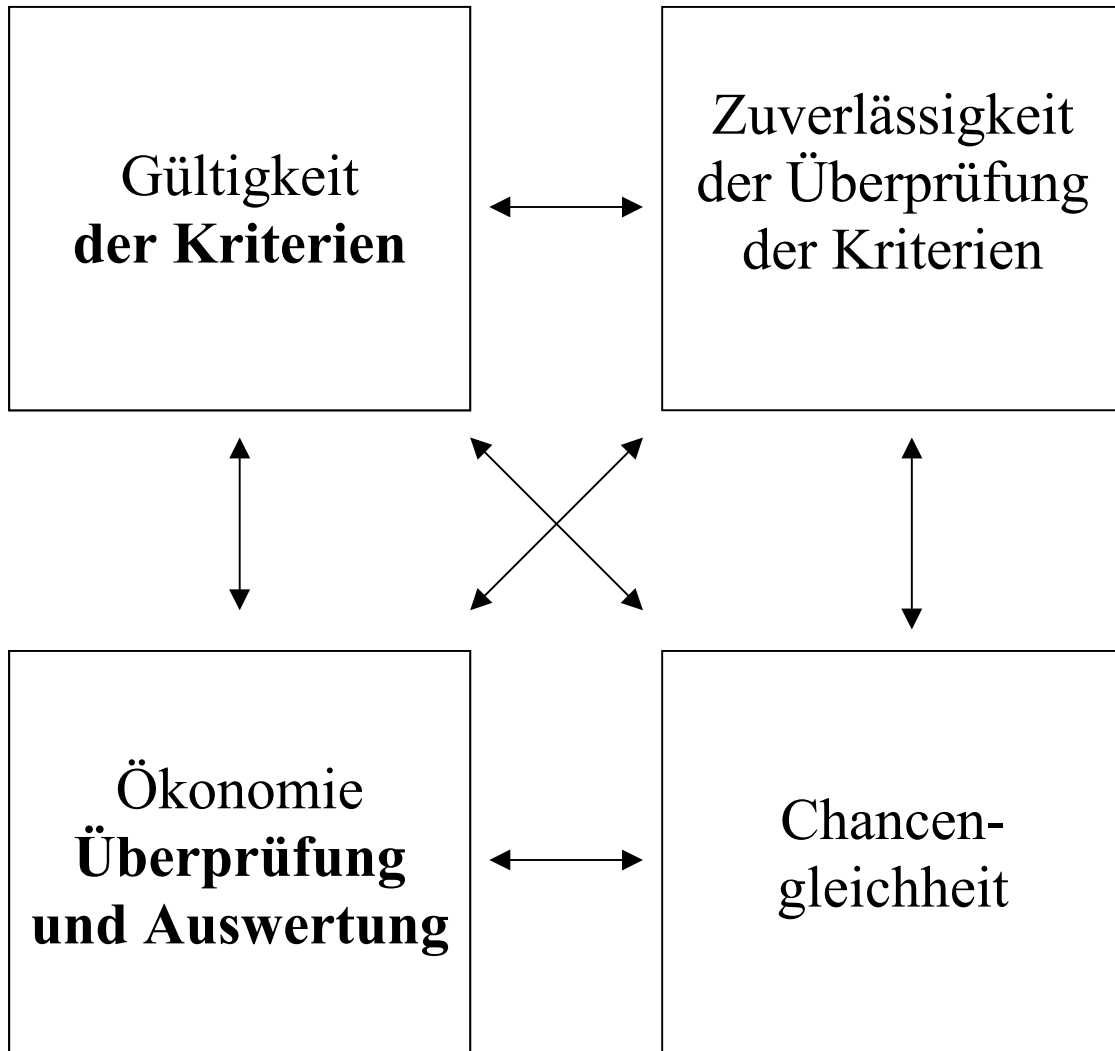 Gültigkeit
der Kriterien
Zuverlässigkeit
der Überprüfung
der Kriterien
Ökonomie
Überprüfung
und Auswertung
Chancen-
gleichheit